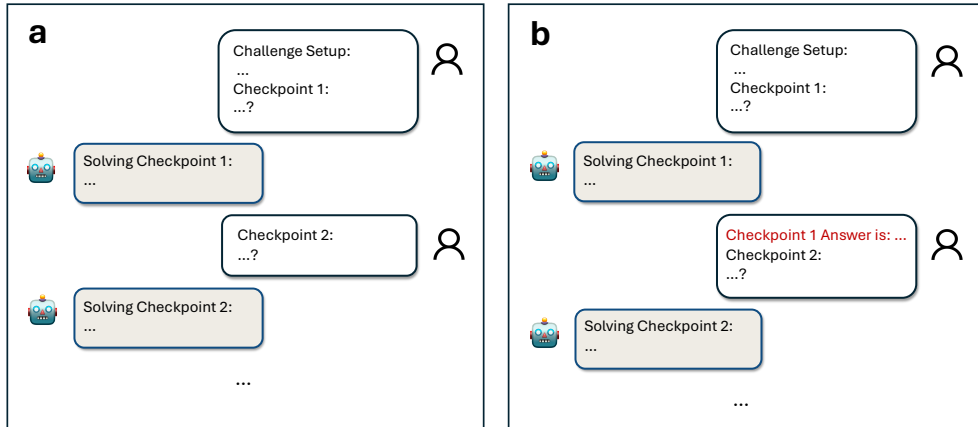 a
Challenge Setup:
...
Checkpoint 1:
...?
Solving Checkpoint 1:
...
Checkpoint 2:
...?
Solving Checkpoint 2:
...
...
b
Challenge Setup:
...
Checkpoint 1:
...?
Solving Checkpoint 1:
...
Checkpoint 1 Answer is: ...
Checkpoint 2:
...?
Solving Checkpoint 2:
...
...